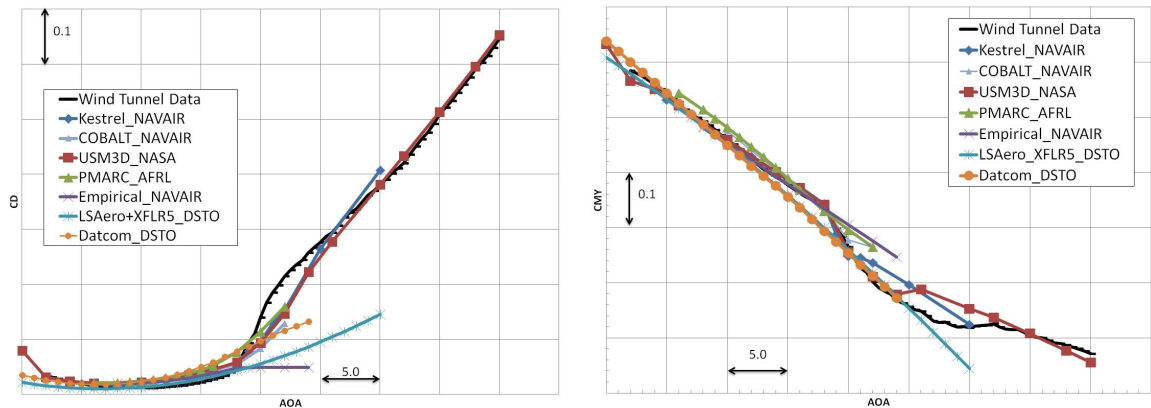 0.1
Wind Tunnel Data
Kestrel_NAVAIR
COBALT_NAVAIR
USM3D_NASA
PMARC_AFRL
Empirical_NAVAIR
LSAero+XFLR5_DSTO
Datcom_DSTO
CD
5.0
AOA
Wind Tunnel Data
Kestrel_NAVAIR
COBALT_NAVAIR
USM3D_NASA
PMARC_AFRL
Empirical_NAVAIR
LSAero_XFLR5_DSTO
Datcom_DSTO
CMY
0.1
5.0
AOA